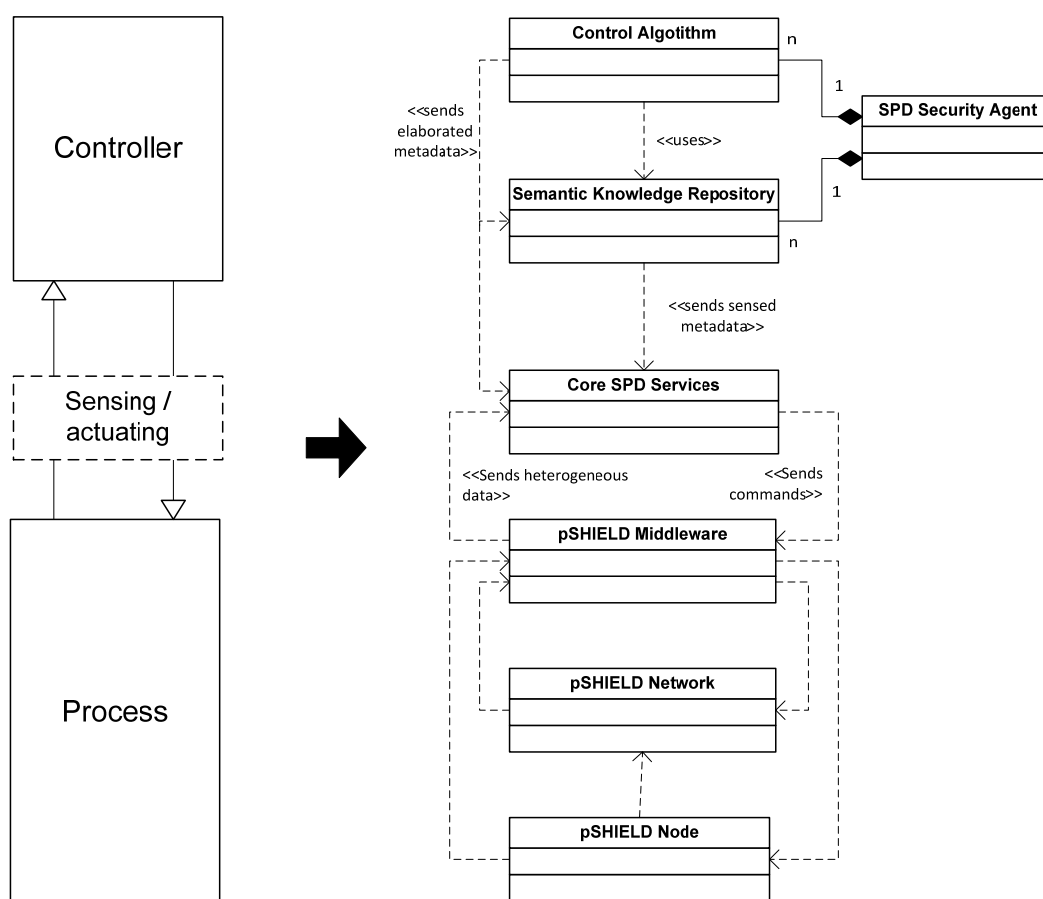 Controller
Sensing /
actuating
Process
Control Algotithm
n
1
SPD Security Agent
<<sends
elaborated
metadata>>
<<uses>>
Semantic Knowledge Repository
1
n
<<sends sensed
metadata>>
Core SPD Services
<<Sends heterogeneous
data>>
<<Sends
commands>>
pSHIELD Middleware
pSHIELD Network
pSHIELD Node